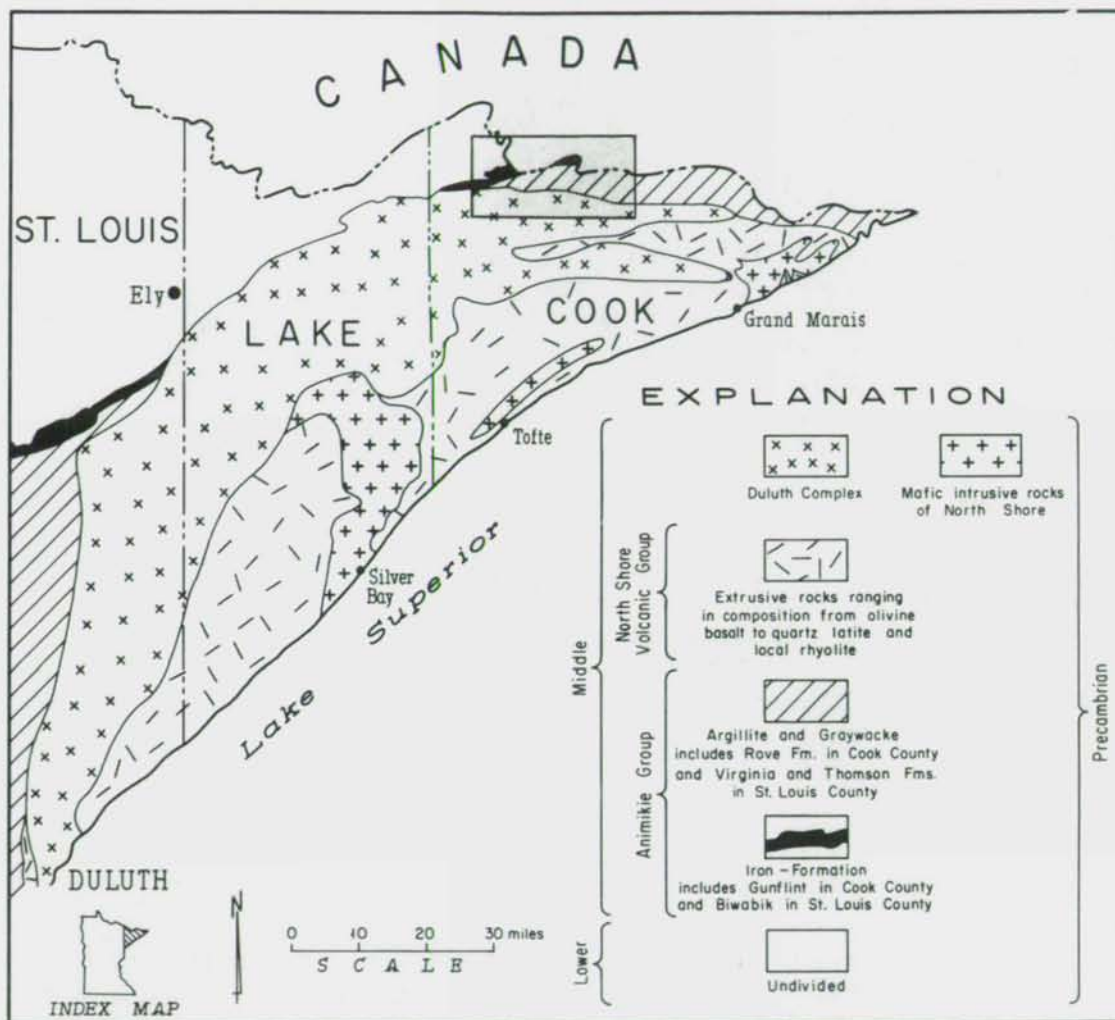 CANADA
ST. LOUIS
Ely
LAKE
COOK
Grand Marais
Tofte
Silver
Bay
Lake Superior
DULUTH
N
0 10 20 30 miles
SCALE
INDEX MAP
EXPLANATION
Duluth Complex
Mafic intrusive rocks
of North Shore
North Shore
Volcanic Group
Extrusive rocks ranging
in composition from olivine
basalt to quartz latite and
local rhyolite
Middle
Animikie Group
Argillite and Graywacke
includes Rove Fm. in Cook County
and Virginia and Thomson Fms.
in St. Louis County
Iron-Formation
includes Gunflint in Cook County
and Biwabik in St. Louis County
Lower
Undivided
Precambrian